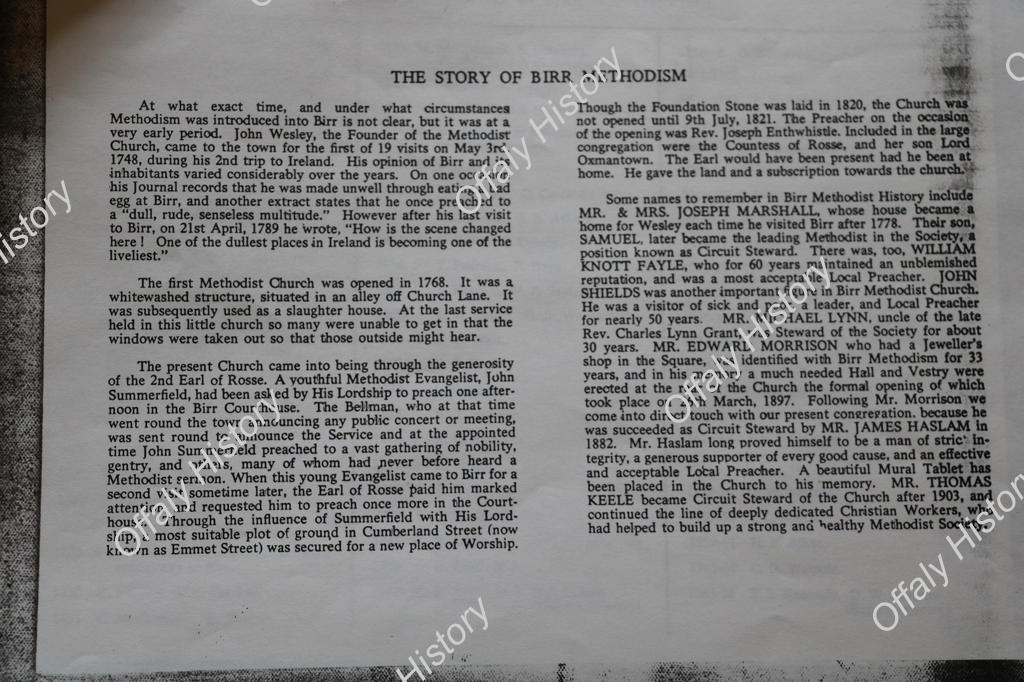 THE STORY OF BIRR METHODISM
At what exact time, and under what circumstances
Methodism was introduced into Birr is not clear, but it was at a
very early period. John Wesley, the Founder of the Methodist
Church, came to the town for the first of 19 visits on May 3rd,
1748, during his 2nd trip to Ireland. His opinion of Birr and its
inhabitants varied considerably over the years. On one occasion
his Journal records that he was made unwell through eating bad
egg at Birr, and another extract states that he once preached to
a "dull, rude, senseless multitude." However after his last visit
to Birr, on 21st April, 1789 he wrote, "How is the scene changed
here ! One of the dullest places in Ireland is becoming one of the
liveliest."
The first Methodist Church was opened in 1768. It was a
whitewashed structure, situated in an alley off Church Lane. It
was subsequently used as a slaughter house. At the last service
held in this little church so many were unable to get in that the
windows were taken out so that those outside might hear.
The present Church came into being through the generosity
of the 2nd Earl of Rosse. A youthful Methodist Evangelist, John
Summerfield, had been asked by His Lordship to preach one after-
noon in the Birr Courthouse. The Bellman, who at that time
went round the town announcing any public concert or meeting,
was sent round to announce the Service and at the appointed
time John Summerfield preached to a vast gathering of nobility,
gentry, and others, many of whom had never before heard a
Methodist sermon. When this young Evangelist came to Birr for a
second visit sometime later, the Earl of Rosse paid him marked
attention and requested him to preach once more in the Court-
house. Through the influence of Summerfield with His Lord-
ship, a most suitable plot of ground in Cumberland Street (now
known as Emmet Street) was secured for a new place of Worship.
Though the Foundation Stone was laid in 1820, the Church was
not opened until 9th July, 1821. The Preacher on the occasion
of the opening was Rev. Joseph Enthwhistle. Included in the large
congregation were the Countess of Rosse, and her son Lord
Oxmantown. The Earl would have been present had he been at
home. He gave the land and a subscription towards the church.
Some names to remember in Birr Methodist History include
MR. & MRS. JOSEPH MARSHALL, whose house became a
home for Wesley each time he visited Birr after 1778. Their son,
SAMUEL, later became the leading Methodist in the Society, a
position known as Circuit Steward. There was, too, WILLIAM
KNOTT FAYLE, who for 60 years maintained an unblemished
reputation, and was a most acceptable Local Preacher. JOHN
SHIELDS was another important figure in Birr Methodist Church.
He was a visitor of sick and poor, a leader, and Local Preacher
for nearly 50 years. MR. MICHAEL LYNN, uncle of the late
Rev. Charles Lynn Grant was Steward of the Society for about
30 years. MR. EDWARD MORRISON who had a Jeweller's
shop in the Square, was identified with Birr Methodism for 33
years, and in his memory a much needed Hall and Vestry were
erected at the rear of the Church the formal opening of which
took place on March, 1897. Following Mr. Morrison we
come into direct touch with our present congregation, because he
was succeeded as Circuit Steward by MR. JAMES HASLAM in
1882. Mr. Haslam long proved himself to be a man of strict in-
tegrity, a generous supporter of every good cause, and an effective
and acceptable Local Preacher. A beautiful Mural Tablet has
been placed in the Church to his memory. MR. THOMAS
KEELE became Circuit Steward of the Church after 1903, and
continued the line of deeply dedicated Christian Workers, who
had helped to build up a strong and healthy Methodist Society.
Offaly History
Offaly History
Offaly History
Offaly History
Offaly History
Offaly History
Offaly History
History
History